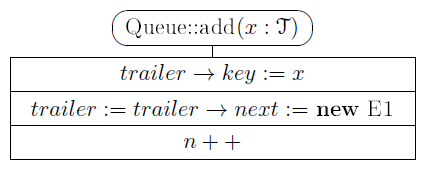 Queue::add(x : 𝔗)
trailer → key := x
trailer := trailer → next := new E1
n + +